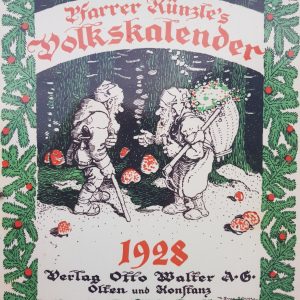 Pfarrer Künzle's
Volkskalender
1928
Verlag Otto Walter A·G·
Olten und Konstanz